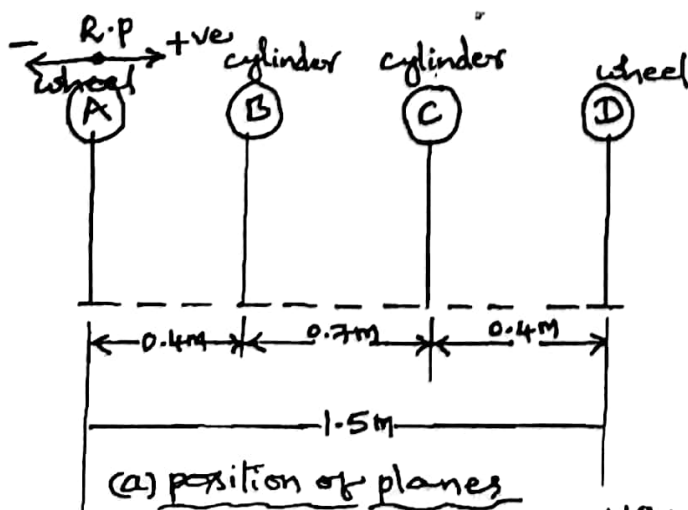 - R.P +ve
wheel cylinder cylinder wheel
A B C D
0.4m 0.7m 0.4m
1.5m
(a) position of planes